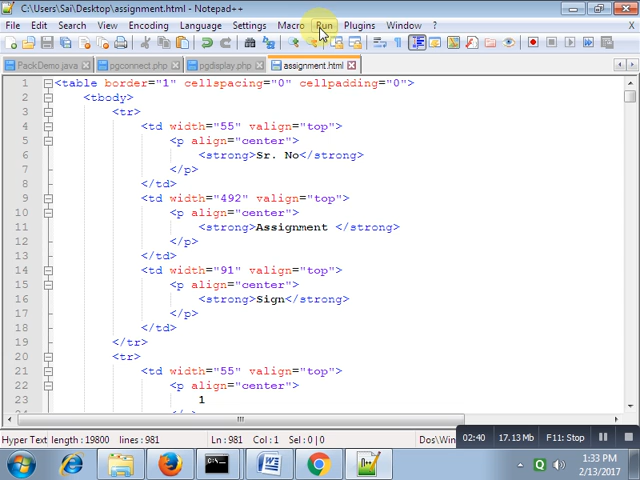 C:\Users\Sai\Desktop\assignment.html - Notepad++
File Edit Search View Encoding Language Settings Macro Run Plugins Window ? X
PackDemo.java pgconnect.php pgdisplay.php assignment.html
1 <table border="1" cellspacing="0" cellpadding="0">
2 <tbody>
3 <tr>
4 <td width="55" valign="top">
5 <p align="center">
6 <strong>Sr. No</strong>
7 </p>
8 </td>
9 <td width="492" valign="top">
10 <p align="center">
11 <strong>Assignment </strong>
12 </p>
13 </td>
14 <td width="91" valign="top">
15 <p align="center">
16 <strong>Sign</strong>
17 </p>
18 </td>
19 </tr>
20 <tr>
21 <td width="55" valign="top">
22 <p align="center">
23 1
24 </p>
Hyper Text length : 19800 lines : 981 Ln : 981 Col : 1 Sel : 0 | 0 Dos\Win
02:40 17.13 Mb F11: Stop
1:33 PM
2/13/2017